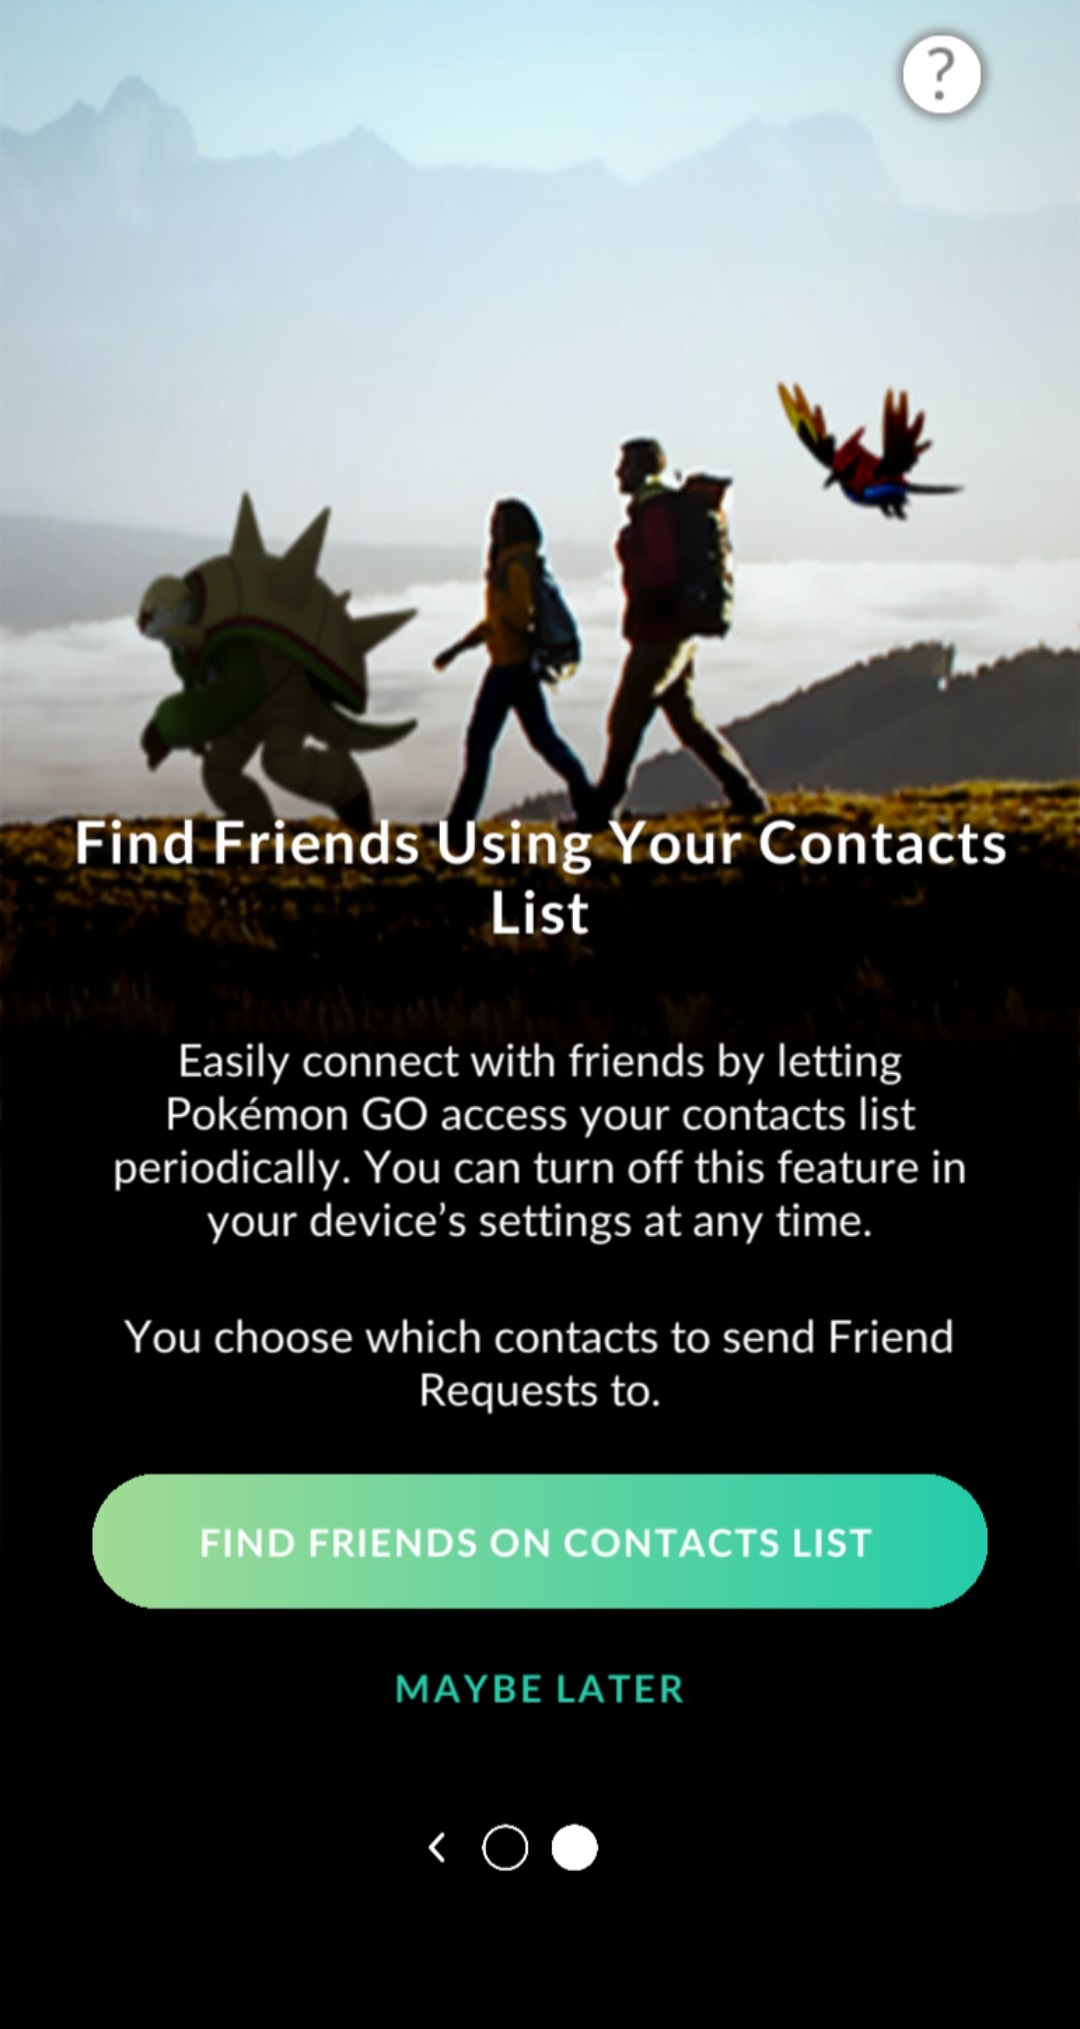 ?
Find Friends Using Your Contacts
List
Easily connect with friends by letting
Pokémon GO access your contacts list
periodically. You can turn off this feature in
your device’s settings at any time.
You choose which contacts to send Friend
Requests to.
FIND FRIENDS ON CONTACTS LIST
MAYBE LATER